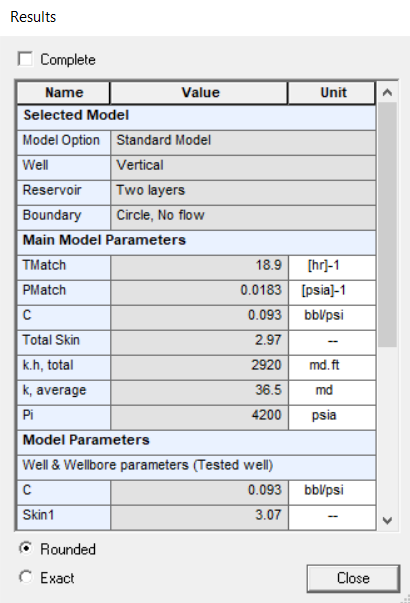 Results
Complete
Name Value Unit
Selected Model
Model Option Standard Model
Well Vertical
Reservoir Two layers
Boundary Circle, No flow
Main Model Parameters
TMatch 18.9 [hr]-1
PMatch 0.0183 [psia]-1
C 0.093 bbl/psi
Total Skin 2.97 --
k.h, total 2920 md.ft
k, average 36.5 md
Pi 4200 psia
Model Parameters
Well & Wellbore parameters (Tested well)
C 0.093 bbl/psi
Skin1 3.07 --
Rounded
Exact
Close